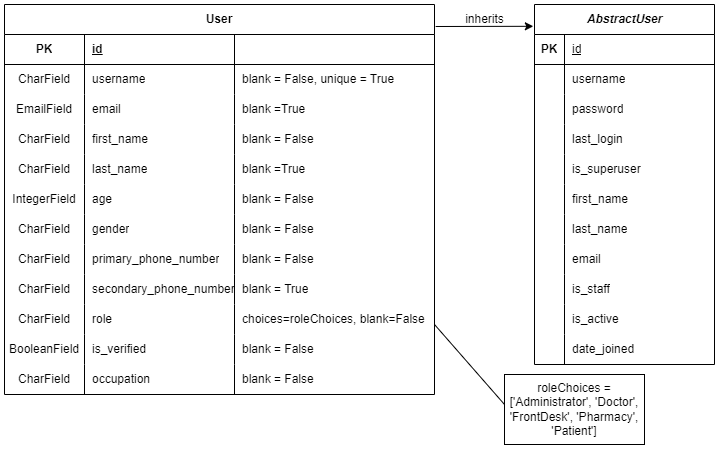 User
inherits
AbstractUser
PK id
PK id
CharField username blank = False, unique = True
username
EmailField email blank =True
password
CharField first_name blank = False
last_login
CharField last_name blank =True
is_superuser
IntegerField age blank = False
first_name
CharField gender blank = False
last_name
CharField primary_phone_number blank = False
email
CharField secondary_phone_number blank = True
is_staff
CharField role choices=roleChoices, blank=False
is_active
BooleanField is_verified blank = False
date_joined
CharField occupation blank = False
roleChoices =
['Administrator', 'Doctor',
'FrontDesk', 'Pharmacy',
'Patient']